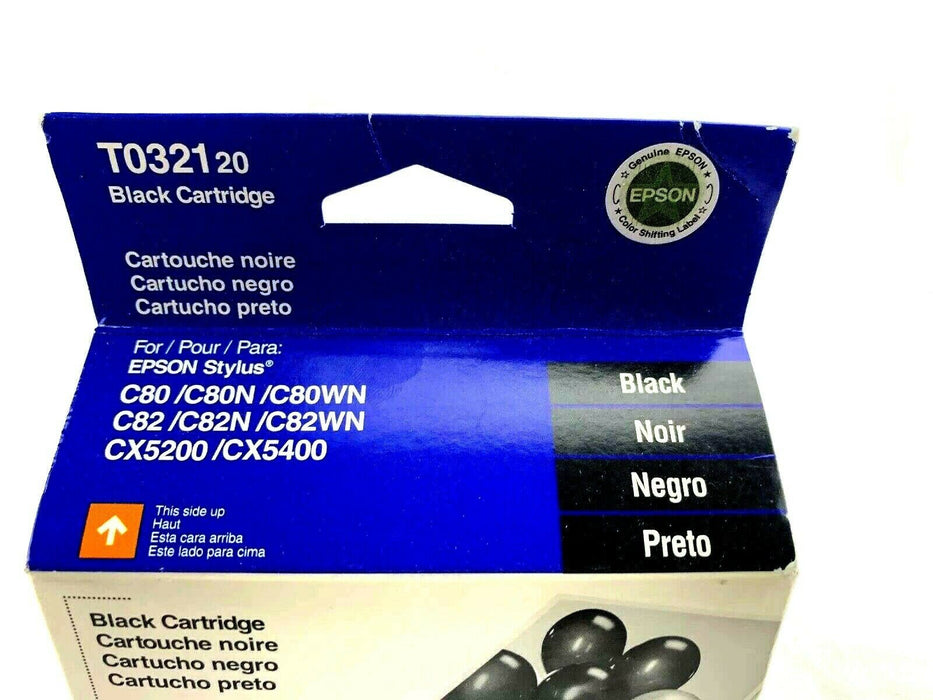 T032120
Black Cartridge
Genuine EPSON
EPSON
Color Shifting Label
Cartouche noire
Cartucho negro
Cartucho preto
For / Pour / Para:
EPSON Stylus®
C80 /C80N /C80WN
C82 /C82N /C82WN
CX5200 /CX5400
Black
Noir
Negro
Preto
This side up
Haut
Esta cara arriba
Este lado para cima
Black Cartridge
Cartouche noire
Cartucho negro
Cartucho preto